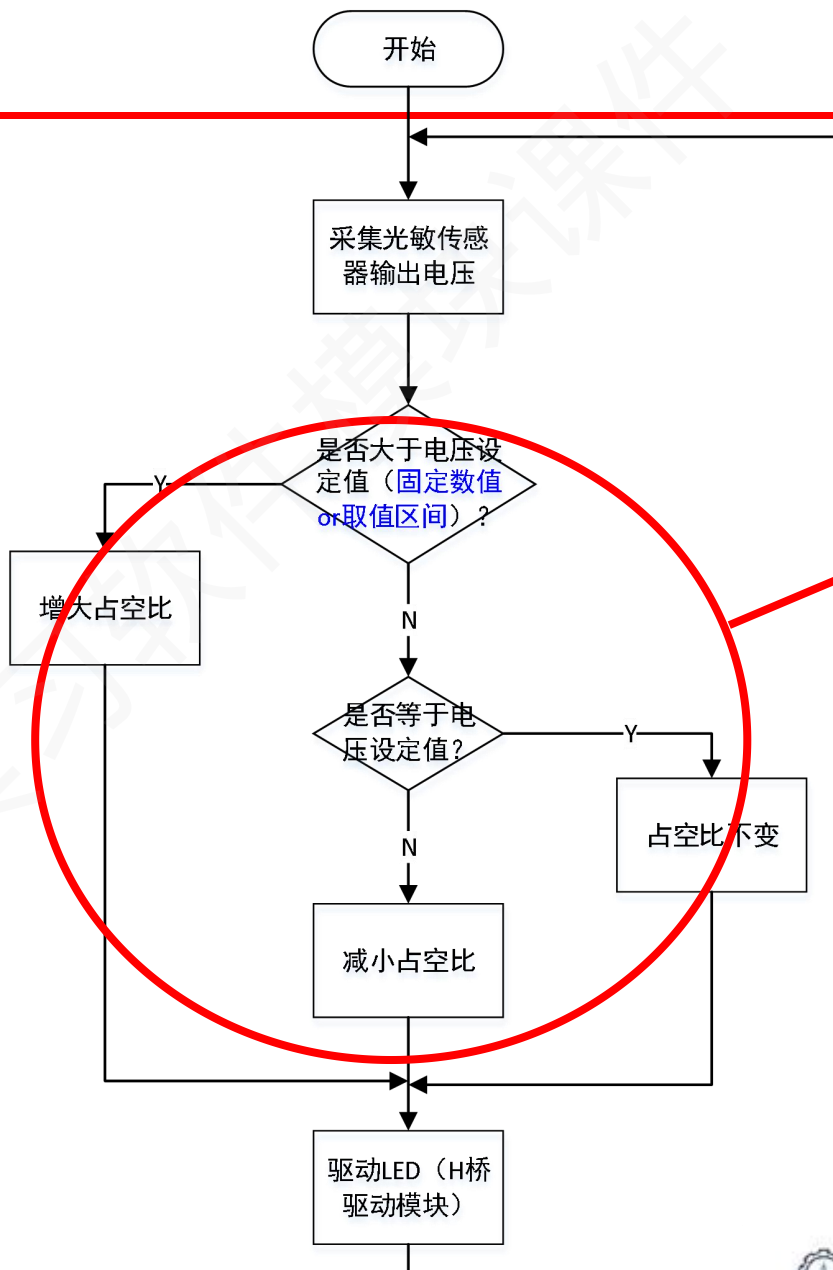 开始
采集光敏传感
器输出电压
是否大于电压设
定值（固定数值
or取值区间）?
Y
增大占空比
N
是否等于电
压设定值?
Y
占空比不变
N
减小占空比
驱动LED（H桥
驱动模块）